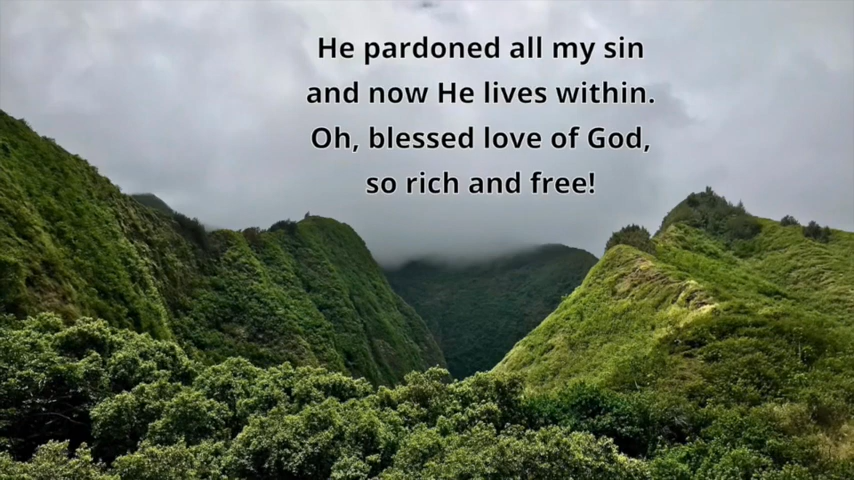 He pardoned all my sin
and now He lives within.
Oh, blessed love of God,
so rich and free!